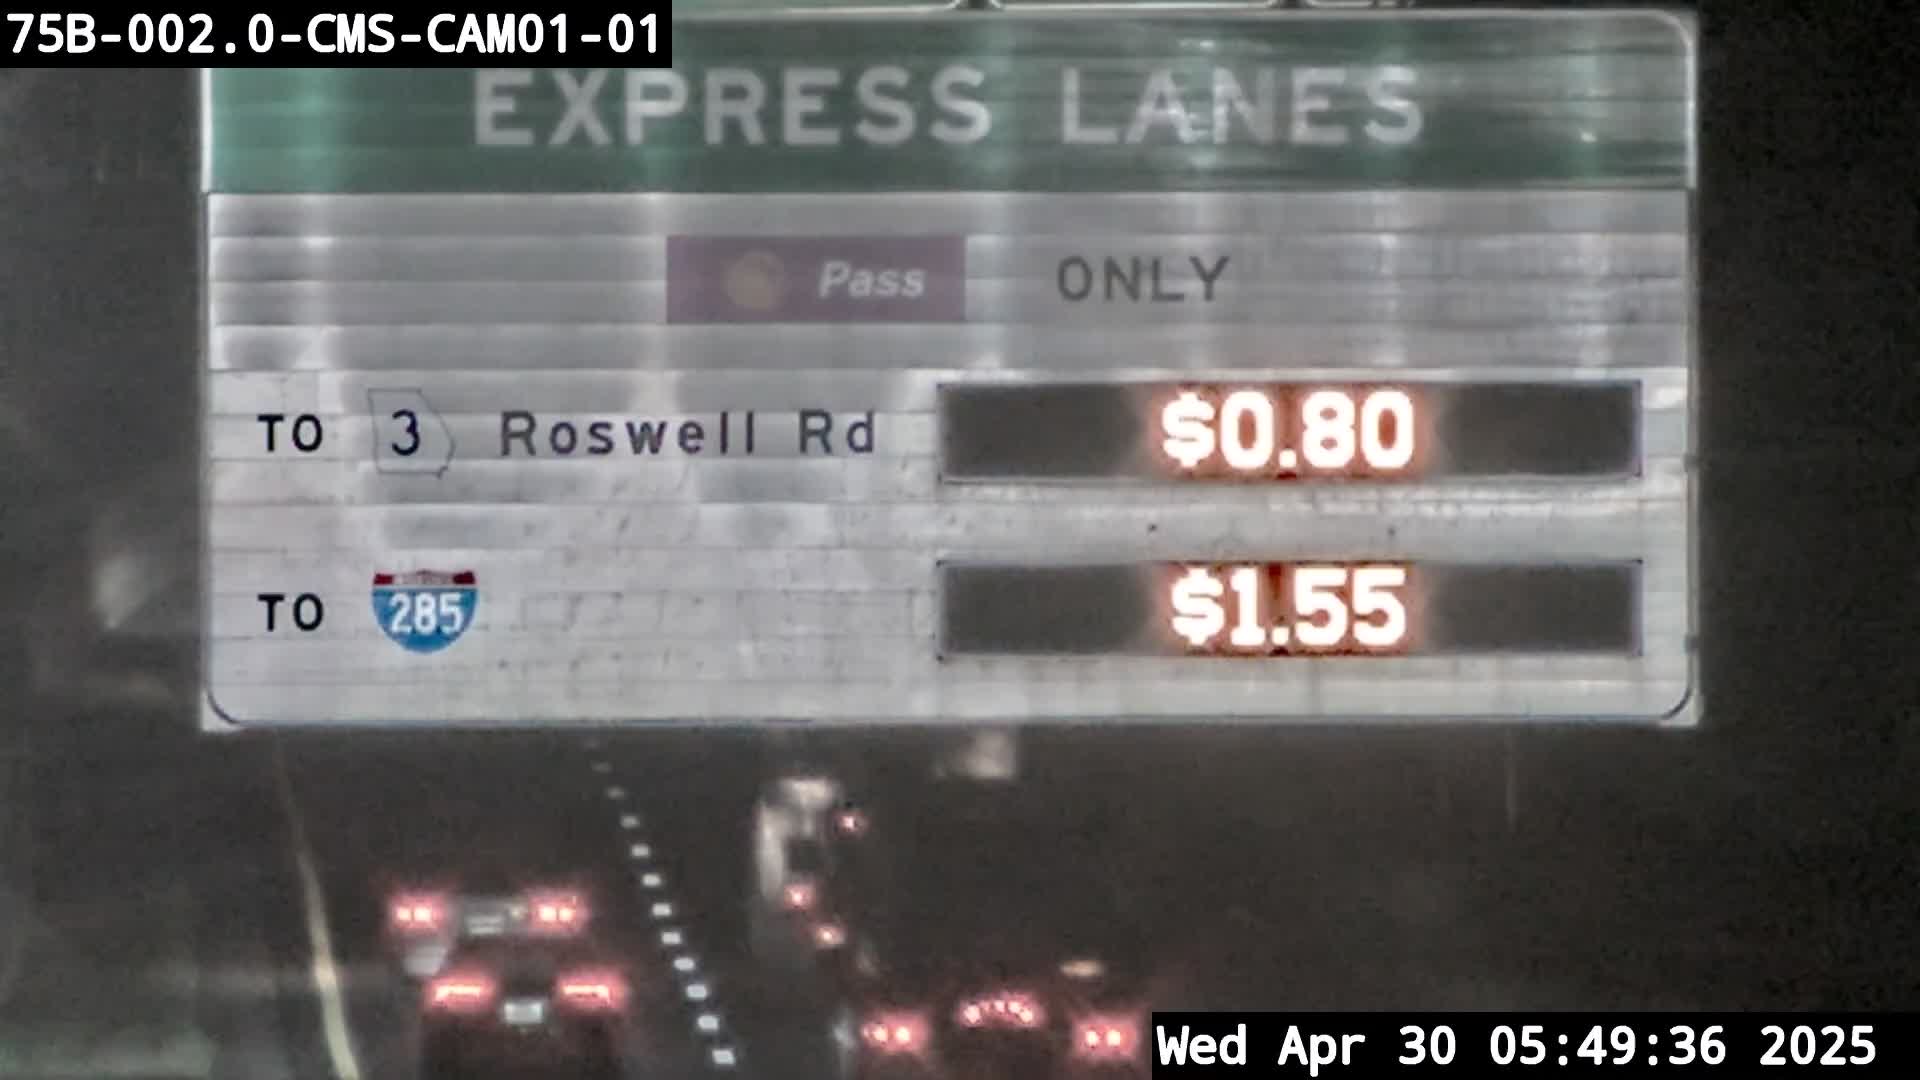 75B-002.0-CMS-CAM01-01
EXPRESS LANES
Pass ONLY
TO 3 Roswell Rd $0.80
TO 285 $1.55
Wed Apr 30 05:49:36 2025